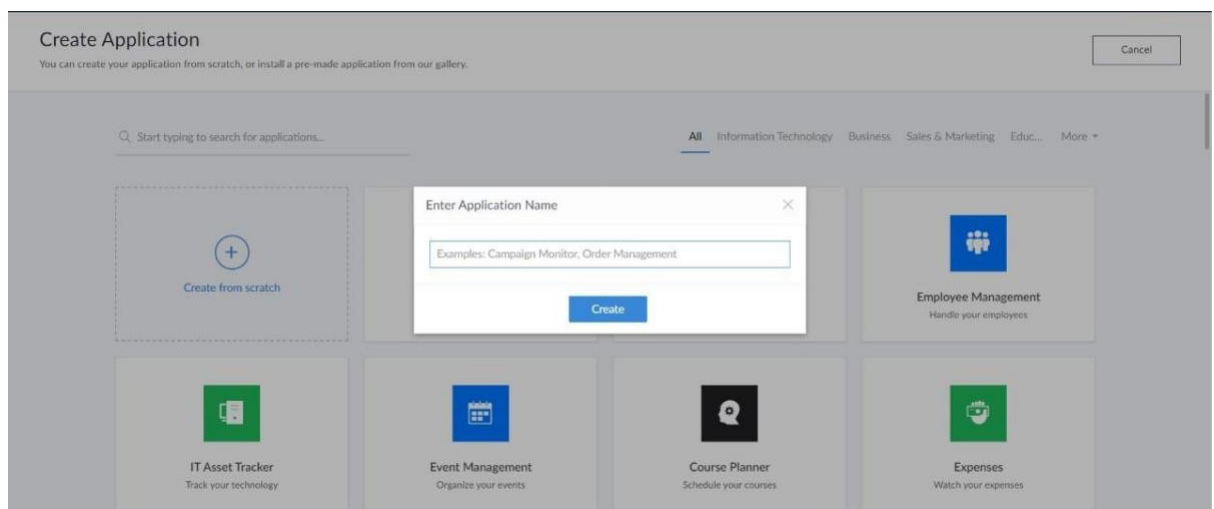 Create Application
Cancel
You can create your application from scratch, or install a pre-made application from our gallery.
Start typing to search for applications...
All Information Technology Business Sales & Marketing Educ... More
Enter Application Name
Examples: Campaign Monitor, Order Management
Create
Create from scratch
Employee Management
Handle your employees
IT Asset Tracker
Track your technology
Event Management
Organize your events
Course Planner
Schedule your courses
Expenses
Watch your expenses